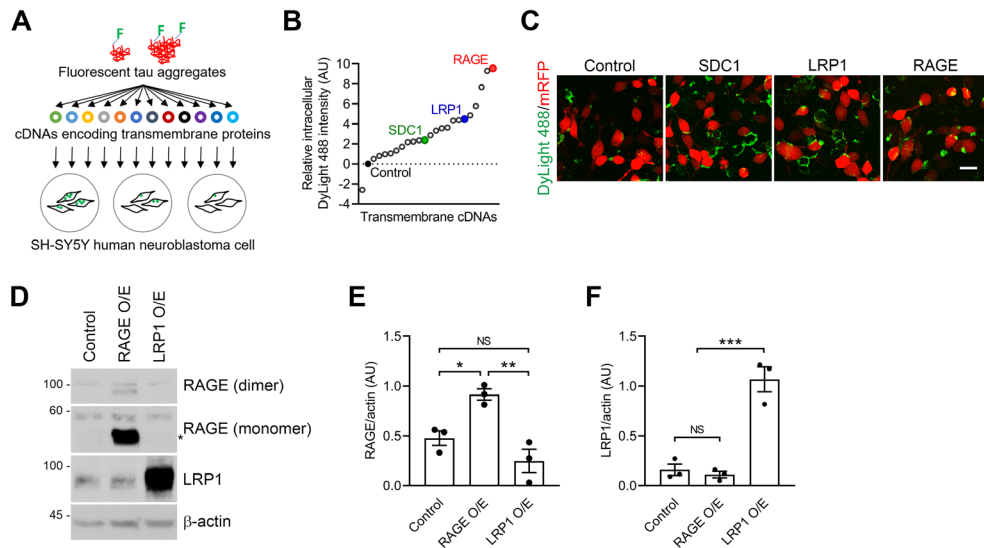 A
F
F
F
Fluorescent tau aggregates
cDNAs encoding transmembrane proteins
SH-SY5Y human neuroblastoma cell
B
Relative intracellular
DyLight 488 intensity (AU)
10
8
6
4
2
0
-2
-4
RAGE
LRP1
SDC1
Control
Transmembrane cDNAs
C
DyLight 488/mRFP
Control
SDC1
LRP1
RAGE
D
Control
RAGE O/E
LRP1 O/E
100 -
RAGE (dimer)
60 -
RAGE (monomer)
*
100 -
LRP1
45 -
β-actin
E
RAGE/actin (AU)
1.5
1.0
0.5
0.0
NS
*
**
Control
RAGE O/E
LRP1 O/E
F
LRP1/actin (AU)
1.5
1.0
0.5
0.0
***
NS
Control
RAGE O/E
LRP1 O/E